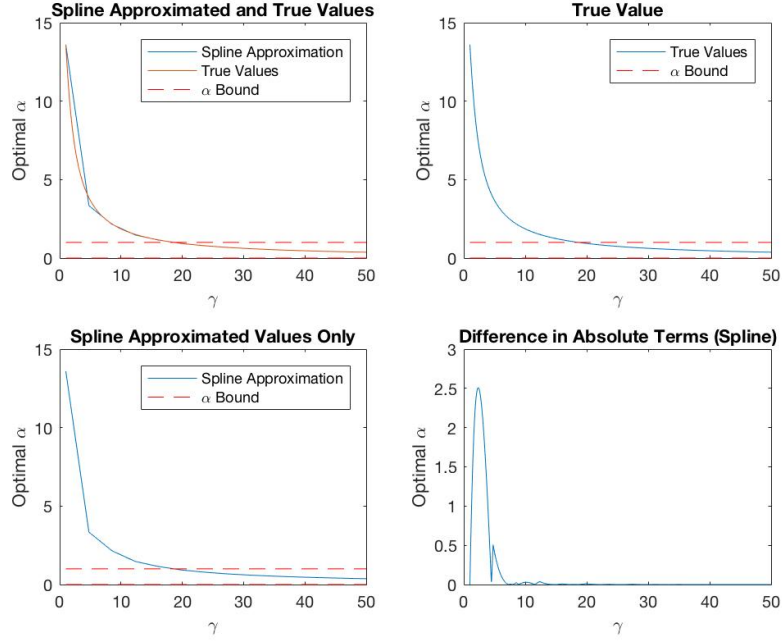 Spline Approximated and True Values
15
10
5
0
Optimal α
Spline Approximation
True Values
α Bound
0 10 20 30 40 50
γ
True Value
15
10
5
0
Optimal α
True Values
α Bound
0 10 20 30 40 50
γ
Spline Approximated Values Only
15
10
5
0
Optimal α
Spline Approximation
α Bound
0 10 20 30 40 50
γ
Difference in Absolute Terms (Spline)
3
2.5
2
1.5
1
0.5
0
Optimal α
0 10 20 30 40 50
γ